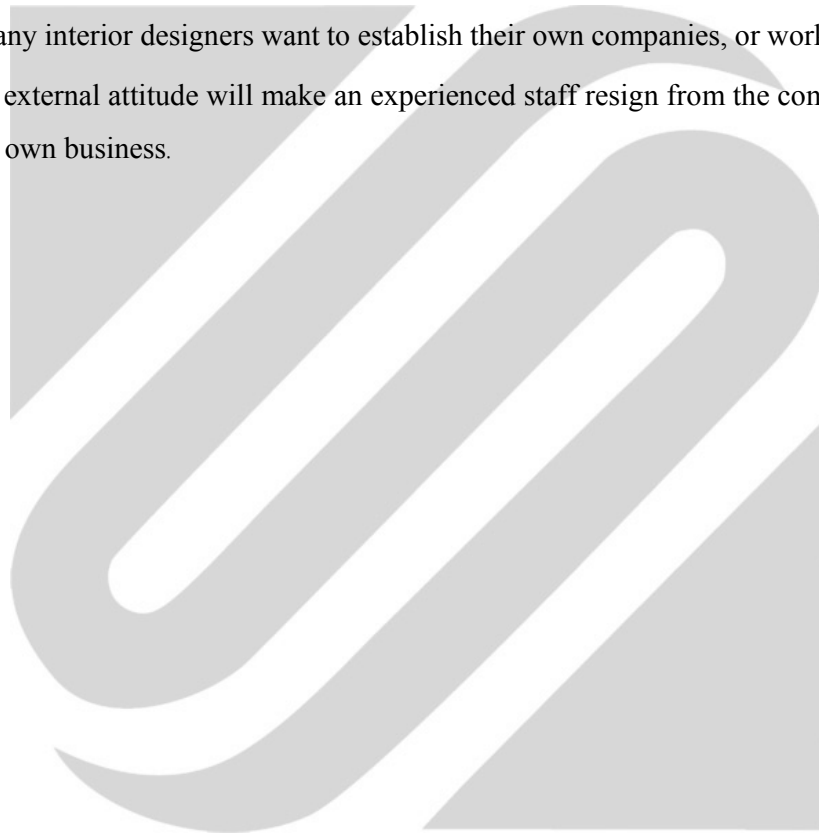 any interior designers want to establish their own companies, or work
external attitude will make an experienced staff resign from the con
own business.